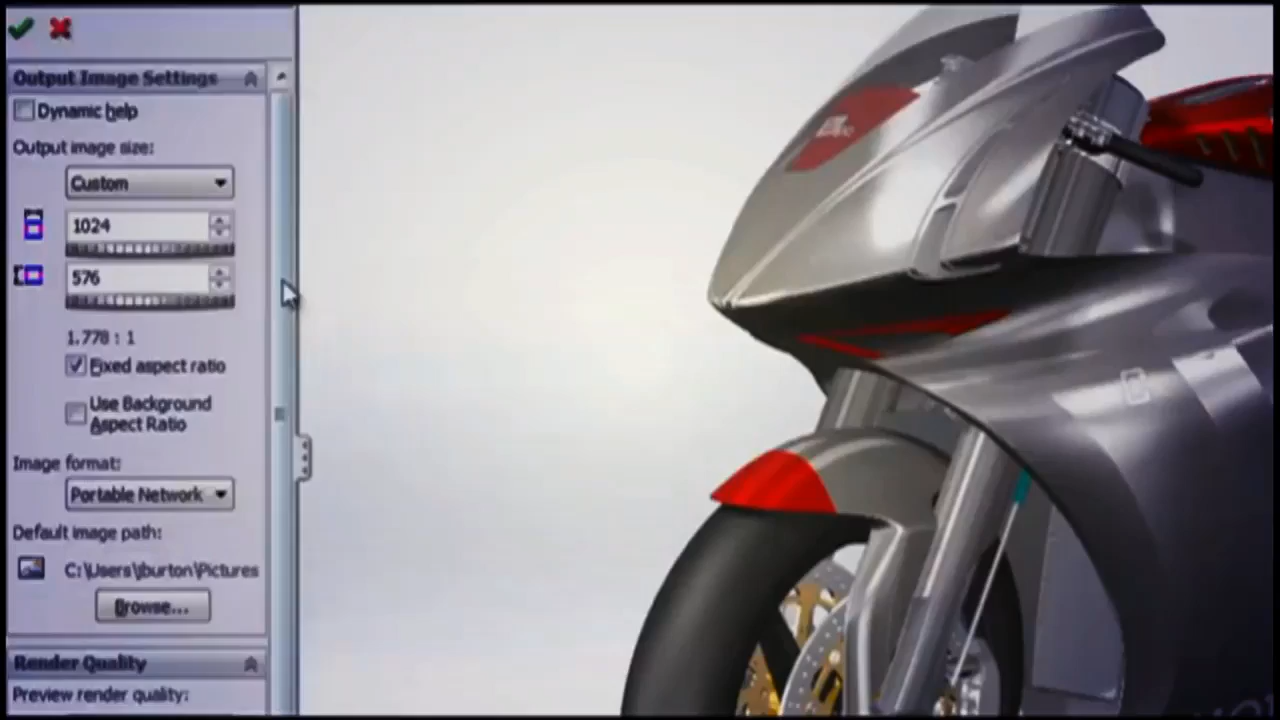 Output Image Settings
Dynamic help
Output image size:
Custom
1024
576
1.778 : 1
Fixed aspect ratio
Use Background
Aspect Ratio
Image format:
Portable Network
Default image path:
C:\Users\jburton\Pictures
Browse...
Render Quality
Preview render quality: